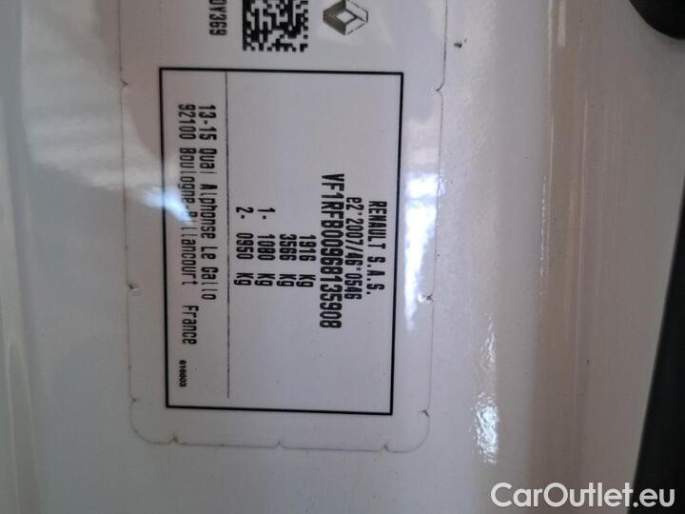 RENAULT S.A.S.
e2*2007/46*0546
VF1RFB00968135908
1916 Kg
3566 Kg
1- 1080 Kg
2- 0950 Kg
13-15 Quai Alphonse Le Gallo
92100 Boulogne-Billancourt France
CarOutlet.eu